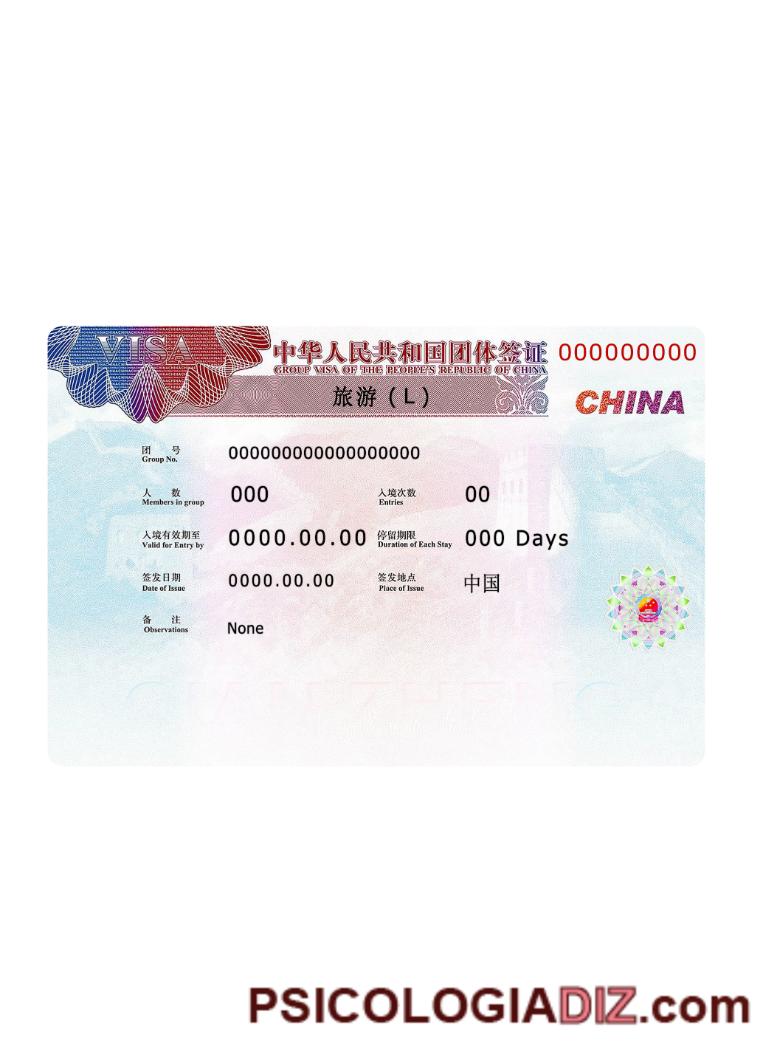 VISA
中华人民共和国团体签证 000000000
GROUP VISA OF THE PEOPLE'S REPUBLIC OF CHINA
旅游 ( L )
CHINA
团 号 000000000000000000
Group No.
人 数 000 入境次数 00
Members in group Entries
入境有效期至 0000.00.00 停留期限 000 Days
Valid for Entry by Duration of Each Stay
签发日期 0000.00.00 签发地点 中国
Date of Issue Place of Issue
备 注 None
Observations
QIANZHENG
PSICOLOGIADIZ.com